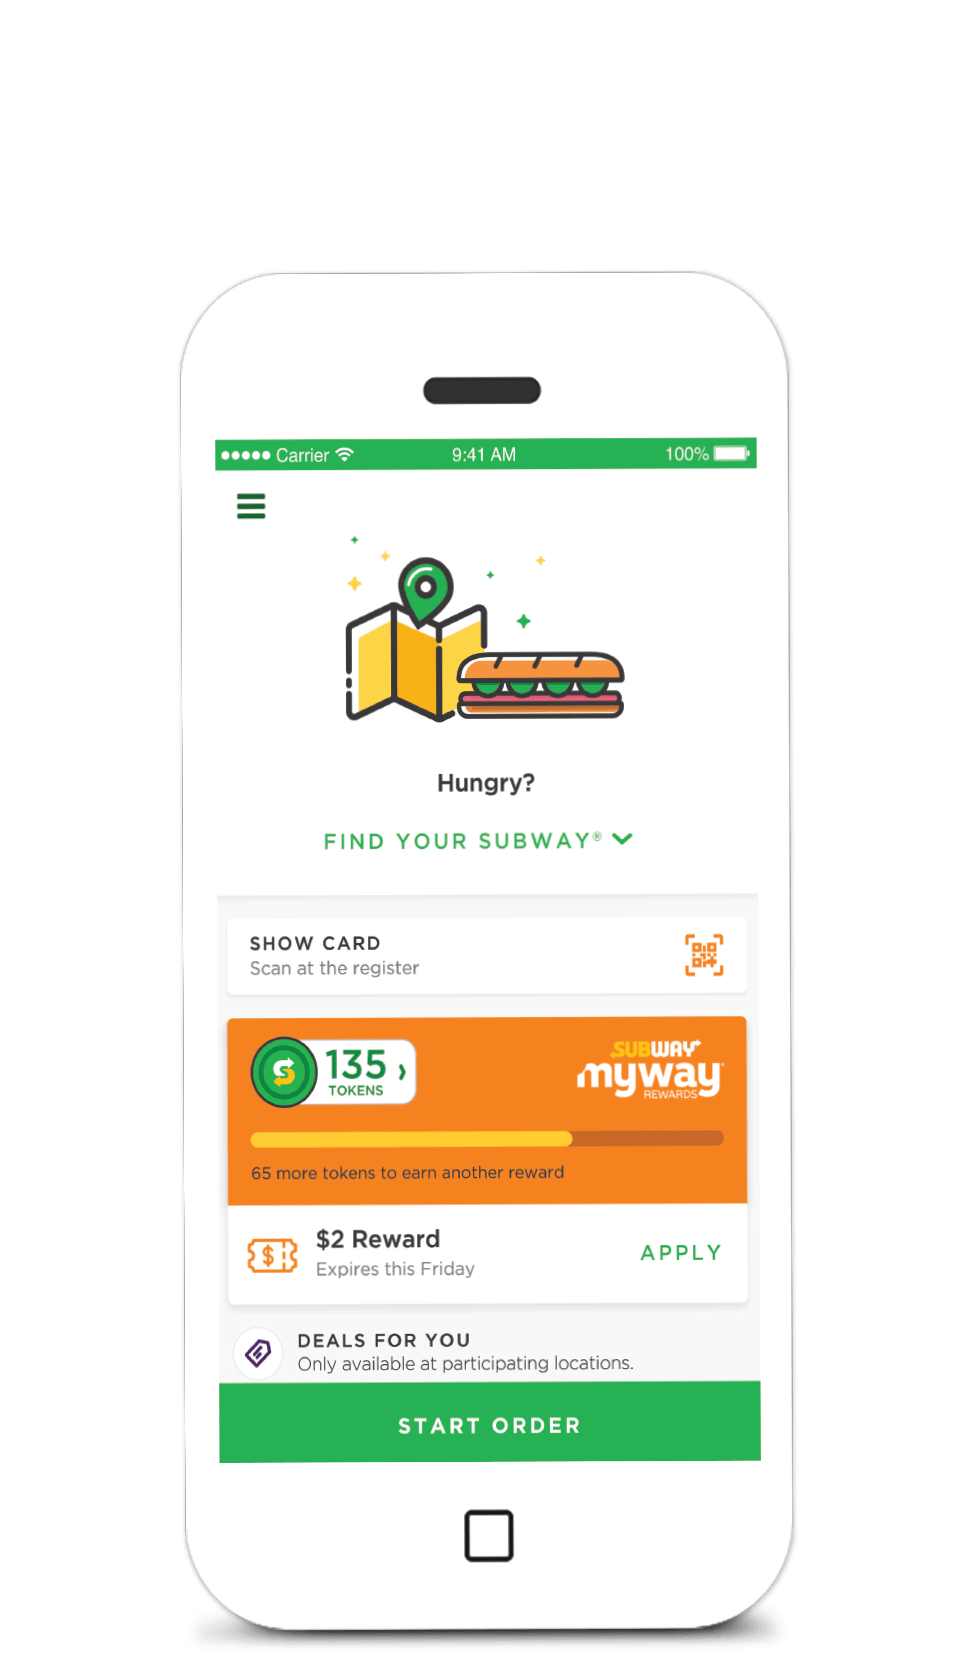 Carrier 9:41 AM 100%
Hungry?
FIND YOUR SUBWAY®
SHOW CARD
Scan at the register
135
TOKENS
SUBWAY
myway
REWARDS
65 more tokens to earn another reward
$2 Reward
Expires this Friday
APPLY
DEALS FOR YOU
Only available at participating locations.
START ORDER